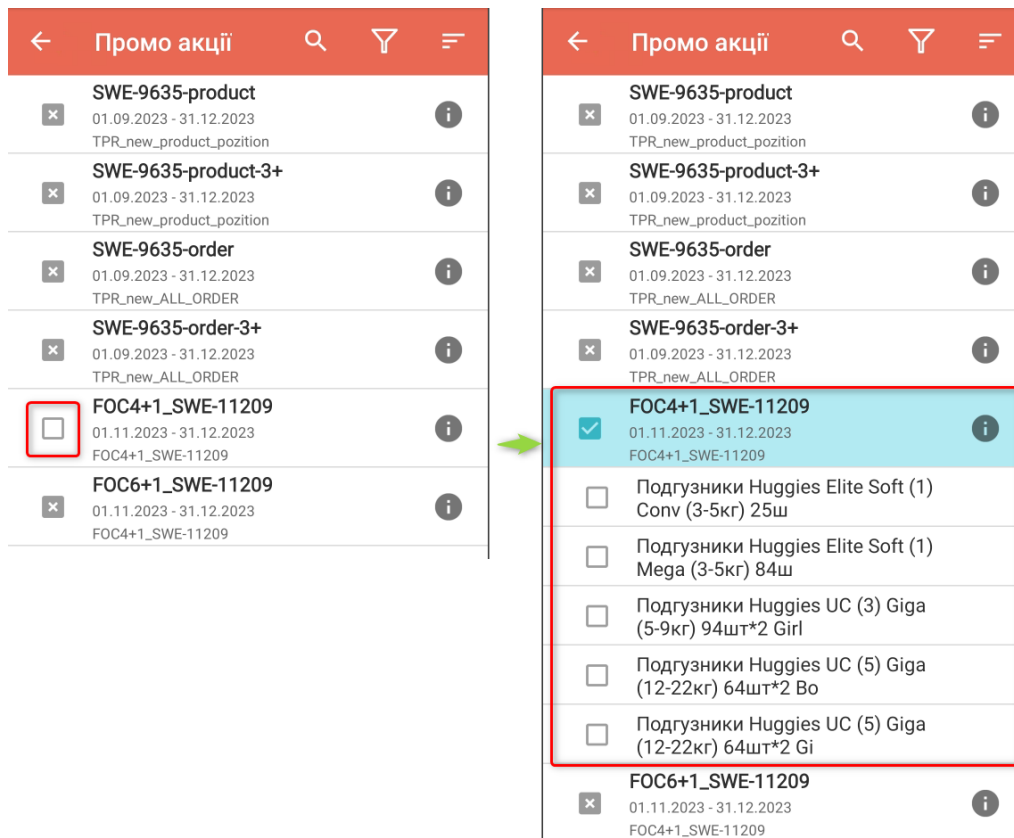 Промо акції
SWE-9635-product
01.09.2023 - 31.12.2023
TPR_new_product_pozition
SWE-9635-product-3+
01.09.2023 - 31.12.2023
TPR_new_product_pozition
SWE-9635-order
01.09.2023 - 31.12.2023
TPR_new_ALL_ORDER
SWE-9635-order-3+
01.09.2023 - 31.12.2023
TPR_new_ALL_ORDER
FOC4+1_SWE-11209
01.11.2023 - 31.12.2023
FOC4+1_SWE-11209
FOC6+1_SWE-11209
01.11.2023 - 31.12.2023
FOC4+1_SWE-11209
Промо акції
SWE-9635-product
01.09.2023 - 31.12.2023
TPR_new_product_pozition
SWE-9635-product-3+
01.09.2023 - 31.12.2023
TPR_new_product_pozition
SWE-9635-order
01.09.2023 - 31.12.2023
TPR_new_ALL_ORDER
SWE-9635-order-3+
01.09.2023 - 31.12.2023
TPR_new_ALL_ORDER
FOC4+1_SWE-11209
01.11.2023 - 31.12.2023
FOC4+1_SWE-11209
Подгузники Huggies Elite Soft (1)
Conv (3-5кг) 25ш
Подгузники Huggies Elite Soft (1)
Mega (3-5кг) 84ш
Подгузники Huggies UC (3) Giga
(5-9кг) 94шт*2 Girl
Подгузники Huggies UC (5) Giga
(12-22кг) 64шт*2 Bo
Подгузники Huggies UC (5) Giga
(12-22кг) 64шт*2 Gi
FOC6+1_SWE-11209
01.11.2023 - 31.12.2023
FOC4+1_SWE-11209